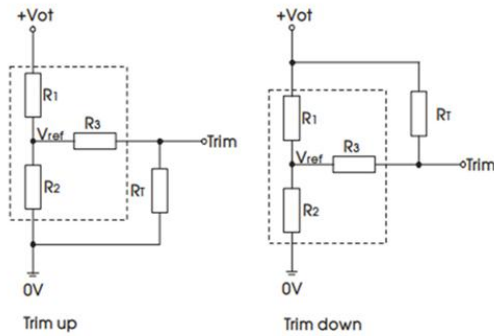 +Vot
R1
Vref
R3
Trim
R2
RT
0V
Trim up
+Vot
R1
RT
Vref
R3
Trim
R2
0V
Trim down